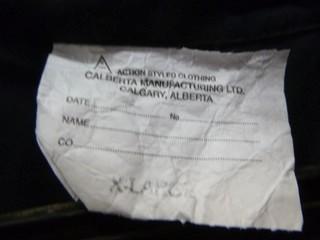 ACTION STYLED CLOTHING
CALBERTA MANUFACTURING LTD.
CALGARY, ALBERTA
DATE No.
NAME
CO.
X-LARGE